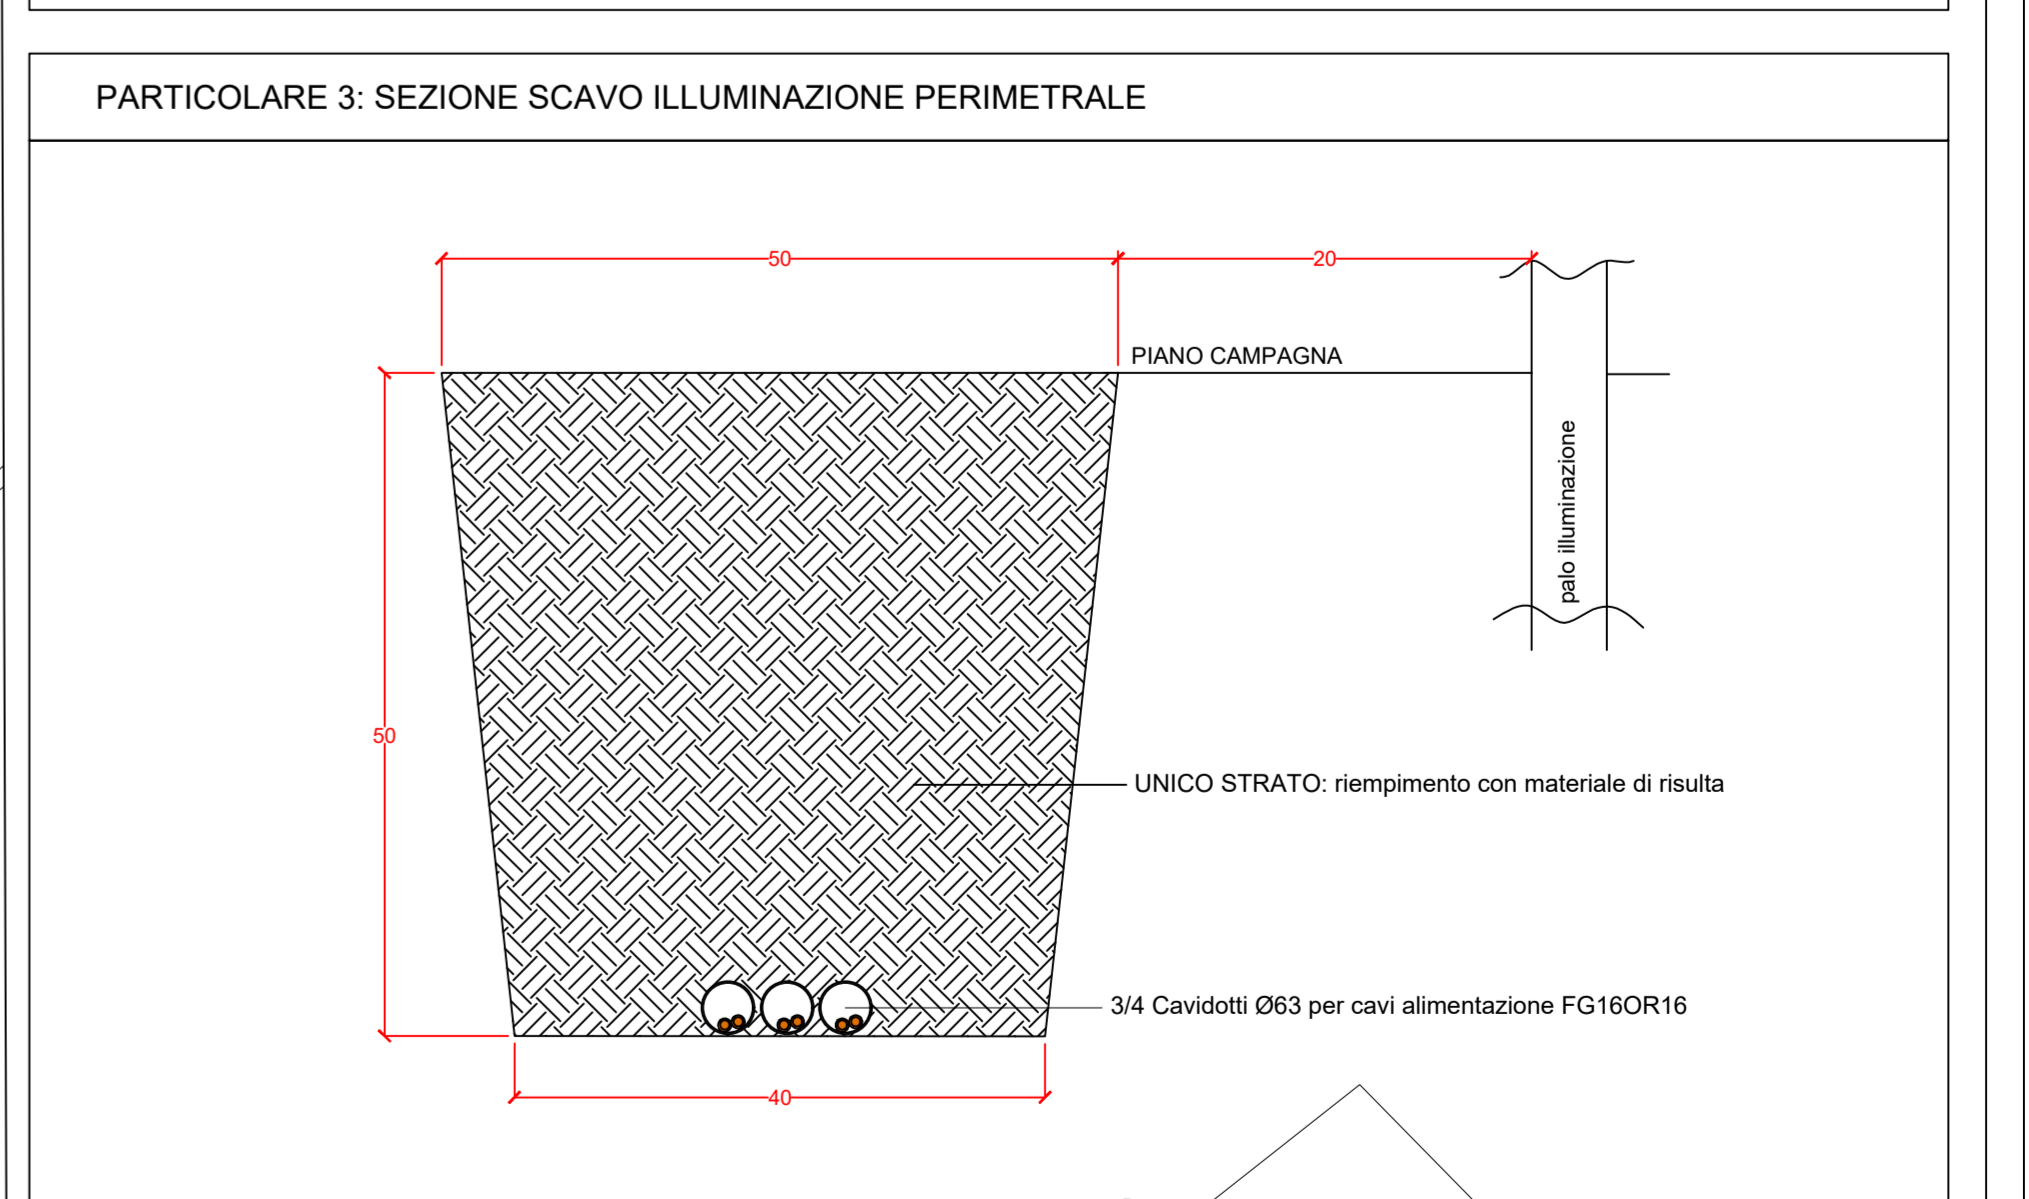 PARTICOLARE 3: SEZIONE SCAVO ILLUMINAZIONE PERIMETRALE
50
20
PIANO CAMPAGNA
palo illuminazione
50
UNICO STRATO: riempimento con materiale di risulta
3/4 Cavidotti Ø63 per cavi alimentazione FG16OR16
40